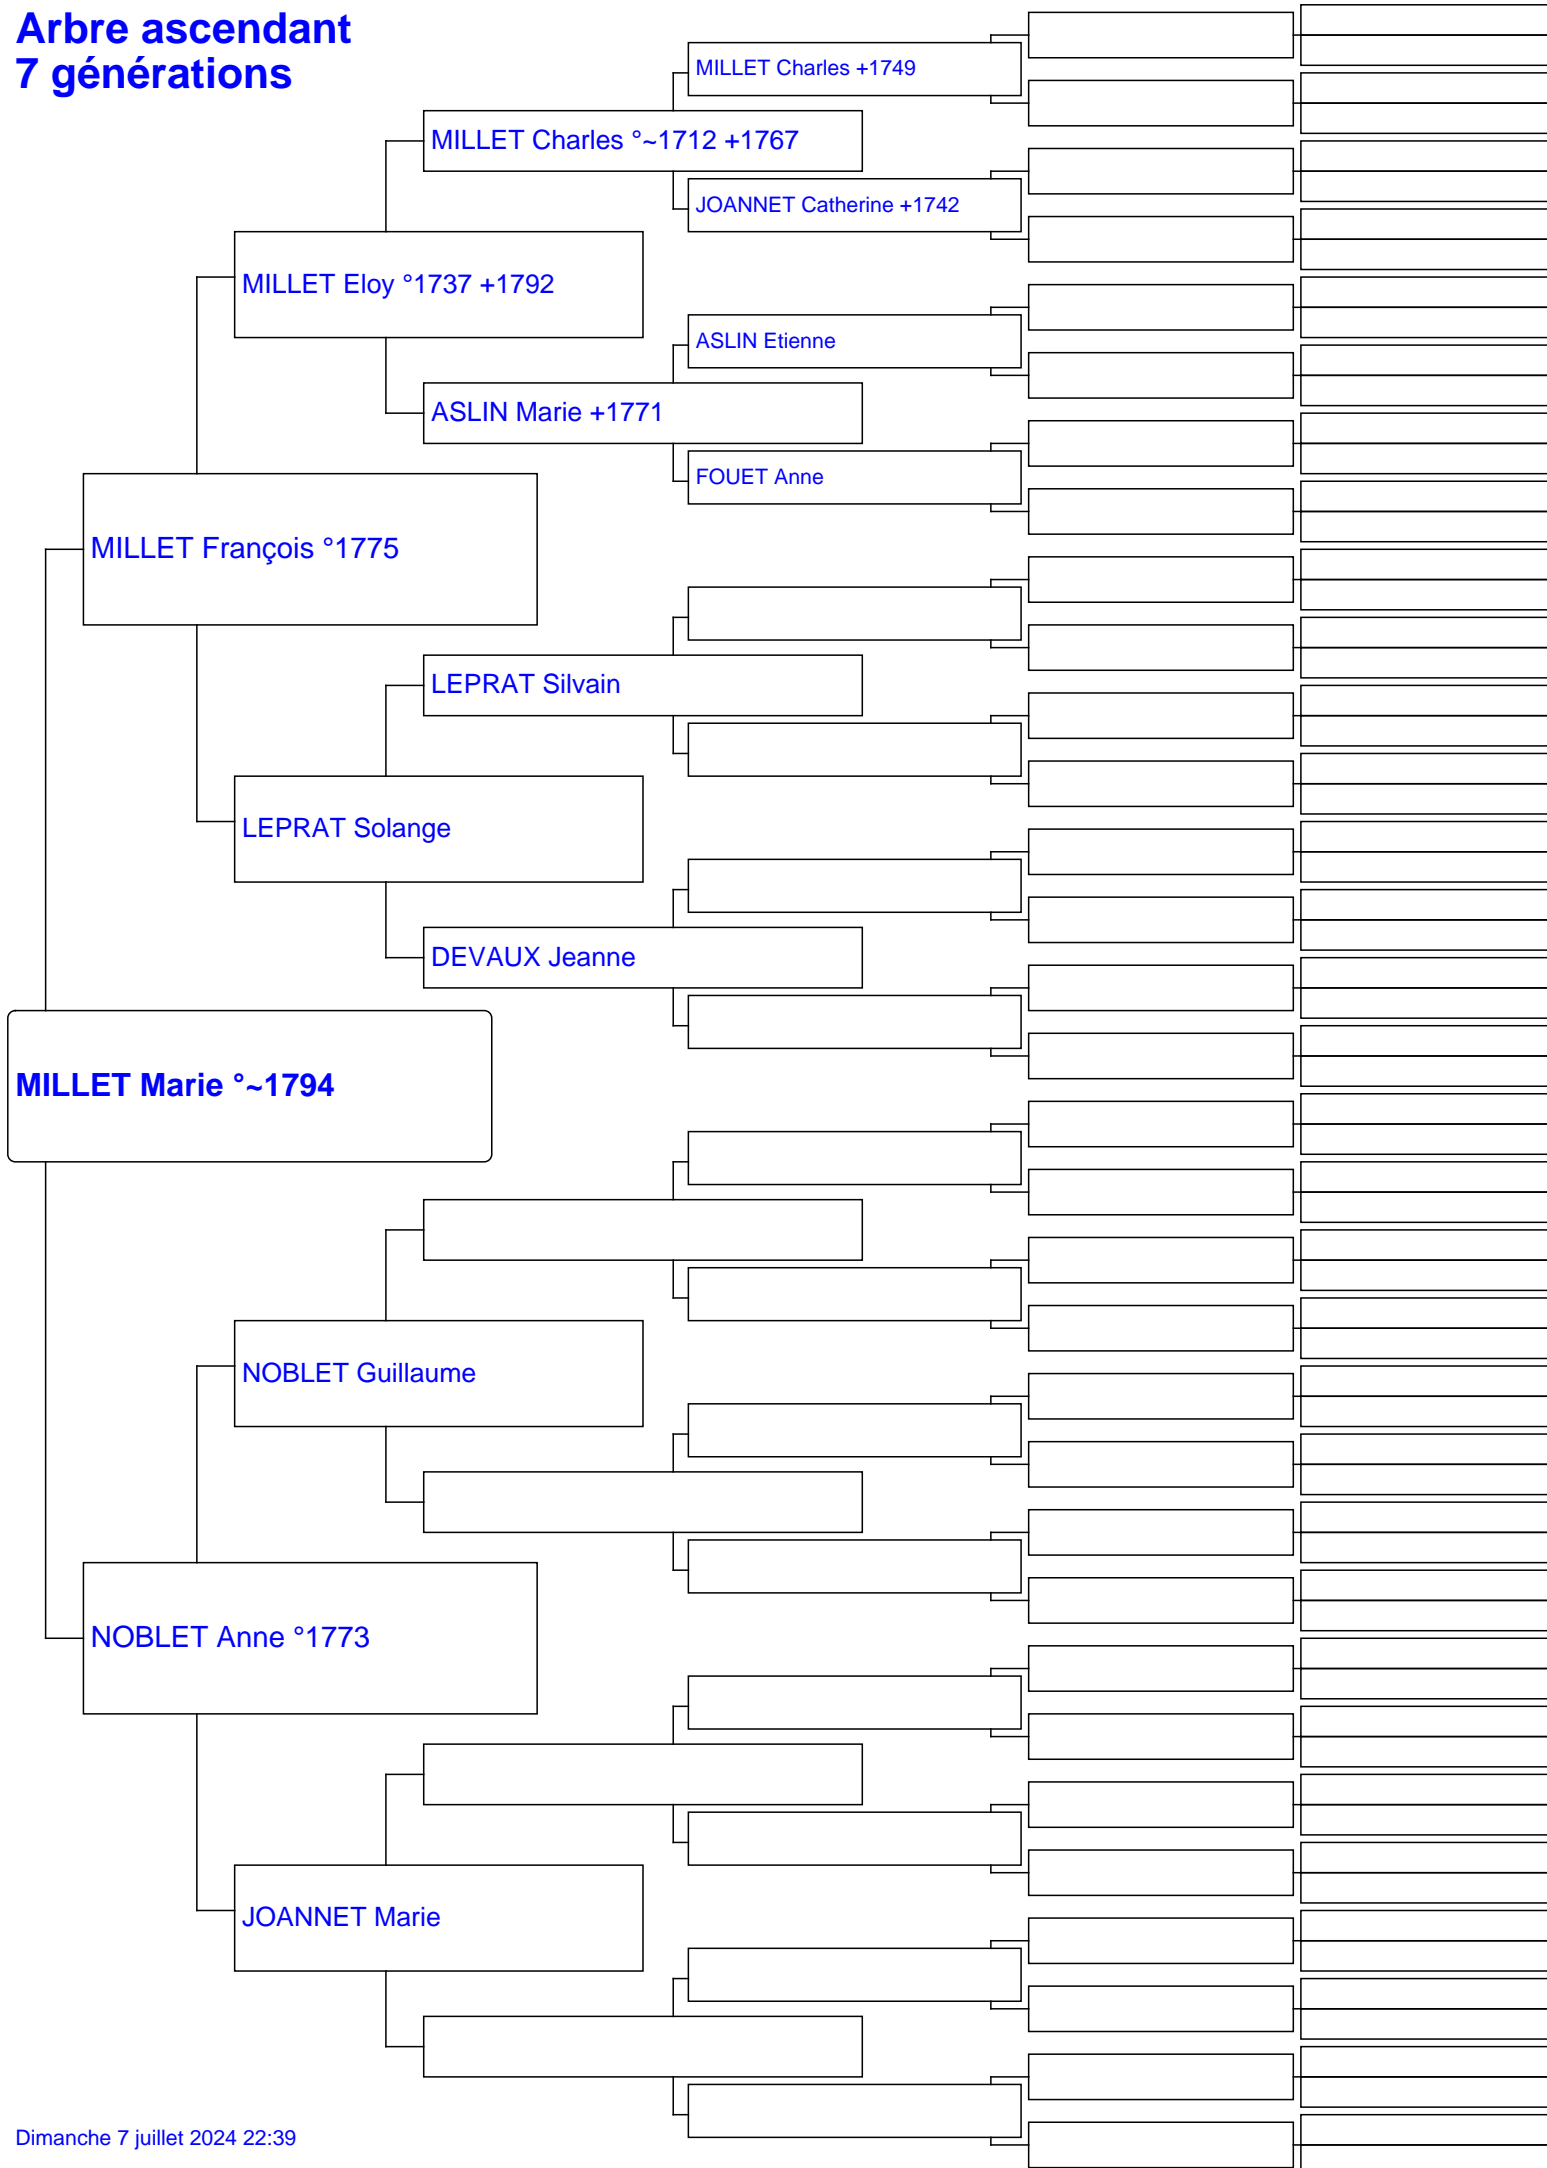 Arbre ascendant
7 générations
MILLET Charles +1749
MILLET Charles °~1712 +1767
JOANNET Catherine +1742
MILLET Eloy °1737 +1792
ASLIN Etienne
ASLIN Marie +1771
FOUET Anne
MILLET François °1775
LEPRAT Silvain
LEPRAT Solange
DEVAUX Jeanne
MILLET Marie °~1794
NOBLET Guillaume
NOBLET Anne °1773
JOANNET Marie
Dimanche 7 juillet 2024 22:39